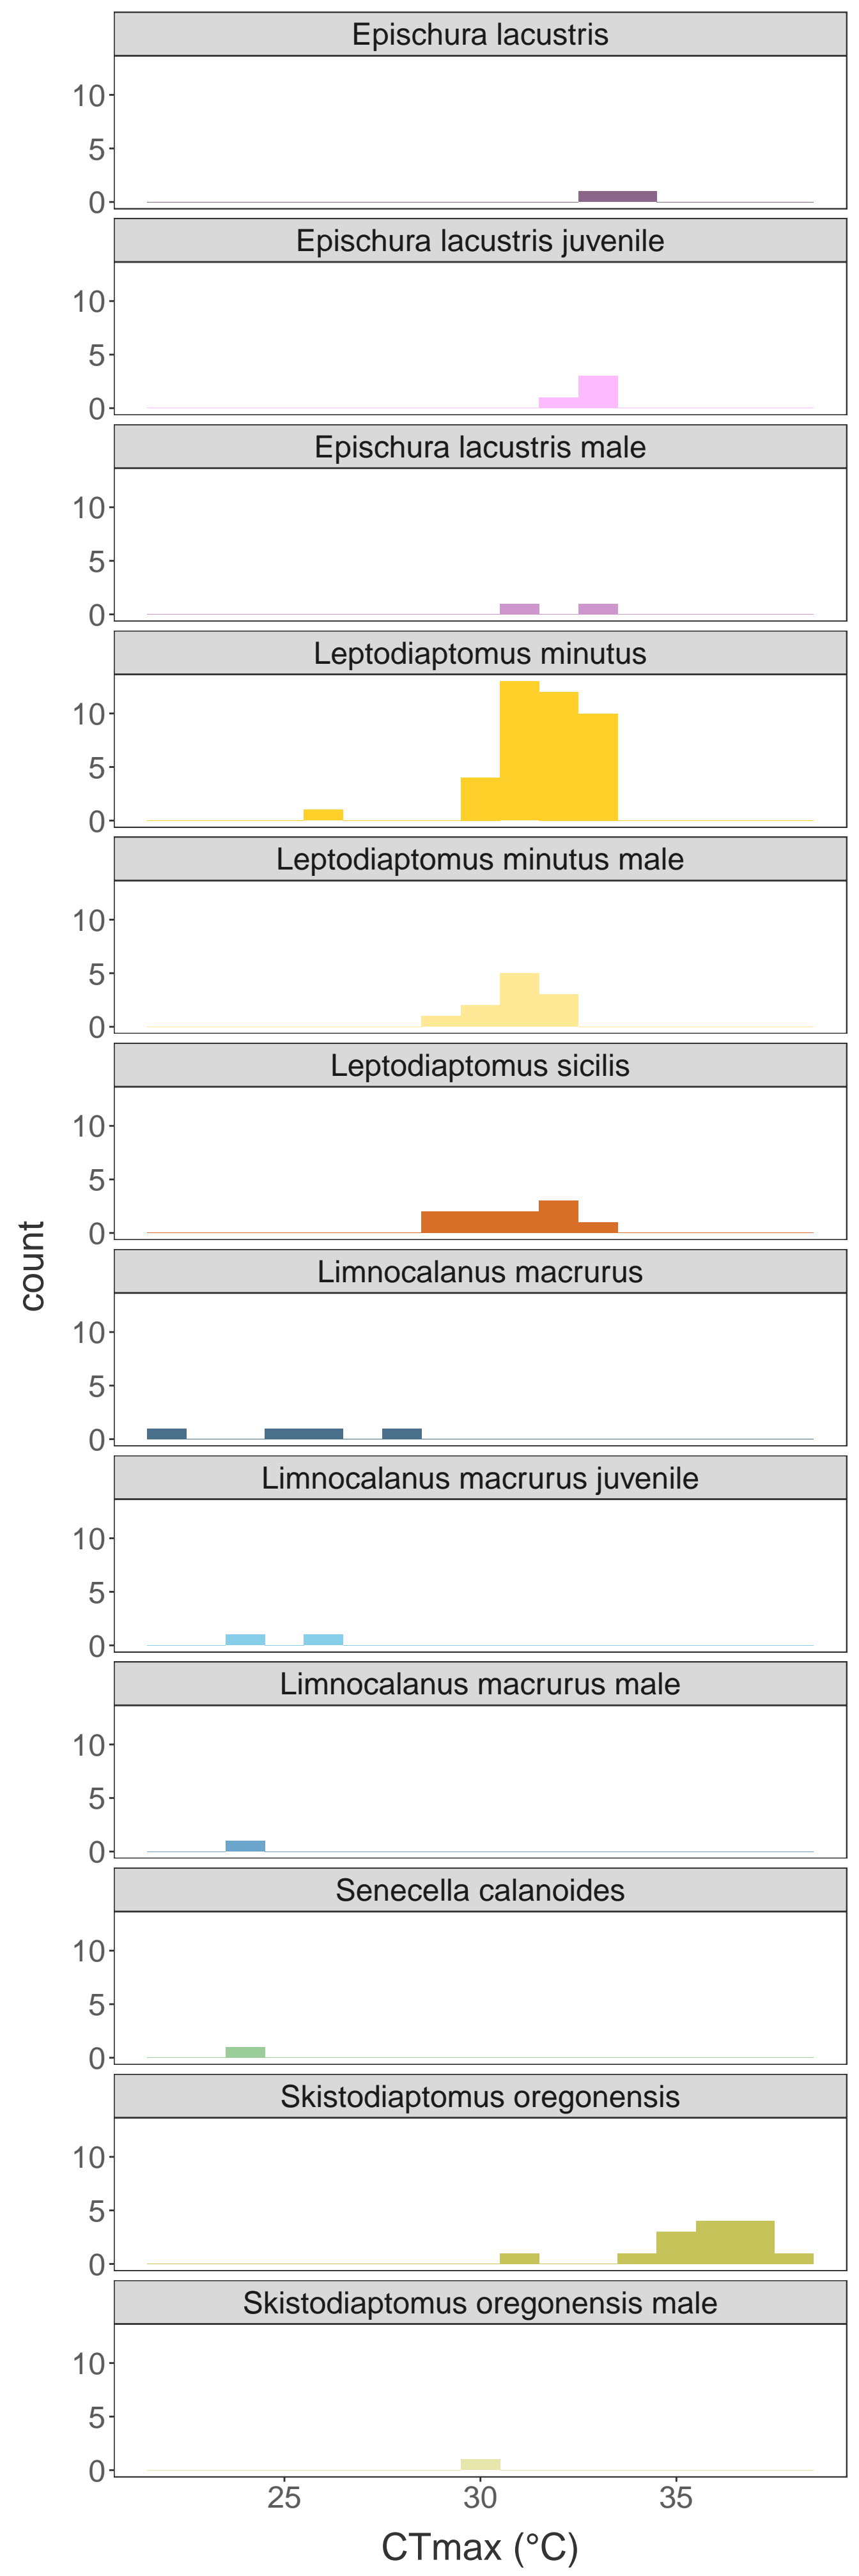 Epischura lacustris
10
5
0
Epischura lacustris juvenile
10
5
0
Epischura lacustris male
10
5
0
Leptodiaptomus minutus
10
5
0
Leptodiaptomus minutus male
10
5
0
Leptodiaptomus sicilis
10
5
0
count
Limnocalanus macrurus
10
5
0
Limnocalanus macrurus juvenile
10
5
0
Limnocalanus macrurus male
10
5
0
Senecella calanoides
10
5
0
Skistodiaptomus oregonensis
10
5
0
Skistodiaptomus oregonensis male
10
5
0
25 30 35
CTmax (°C)